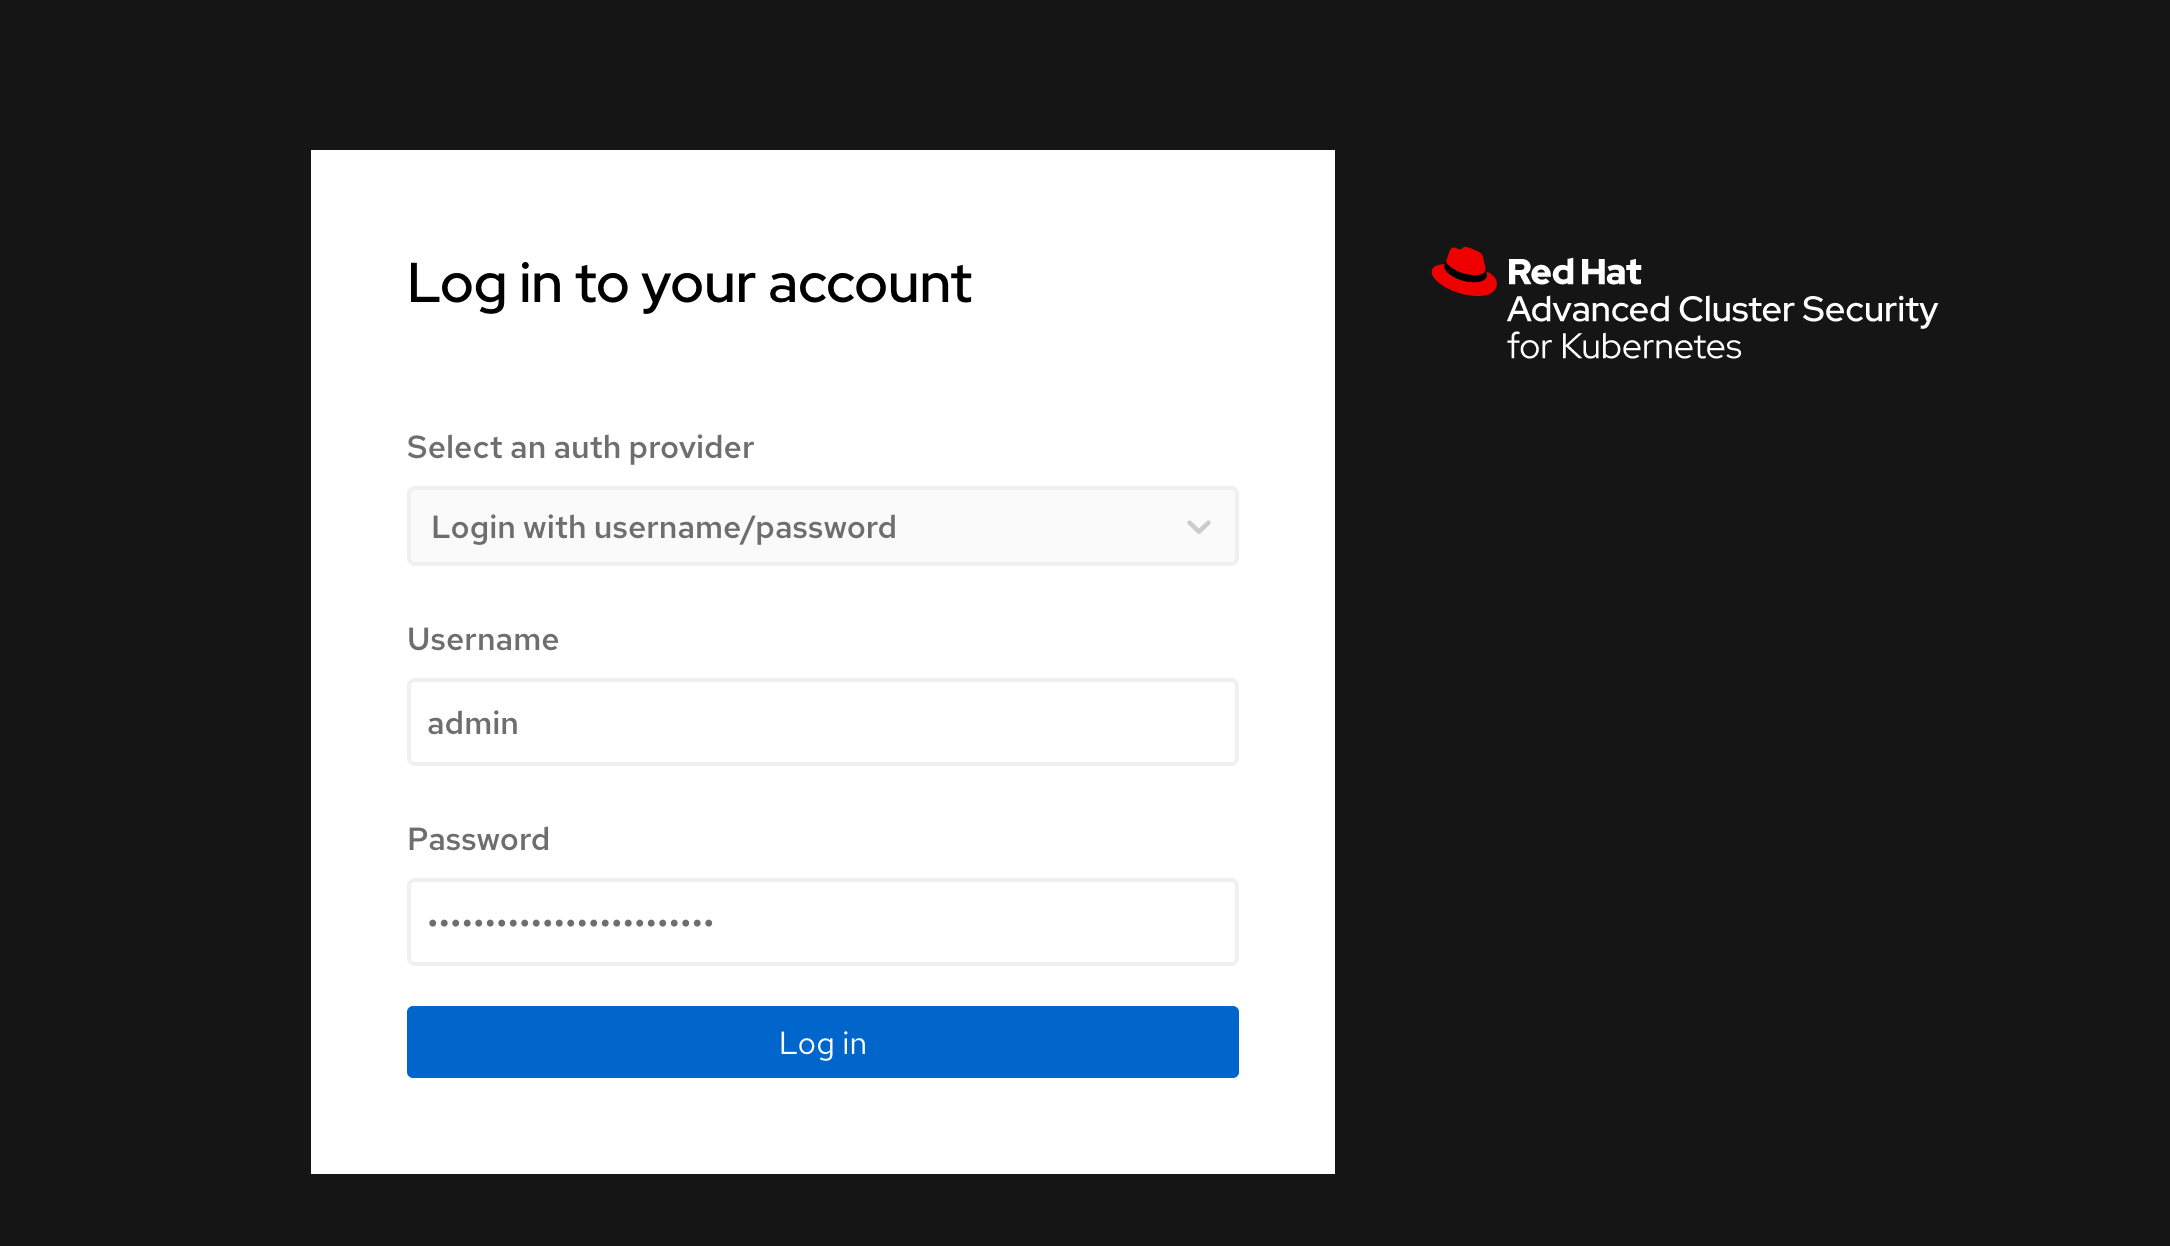 Log in to your account
Select an auth provider
Login with username/password
Username
admin
Password
•••••••••••••••••••••••••
Log in
Red Hat
Advanced Cluster Security
for Kubernetes